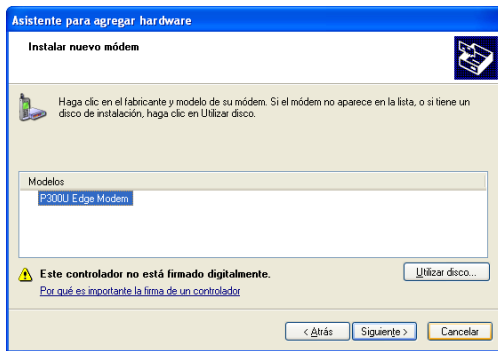 Asistente para agregar hardware
Instalar nuevo módem
Haga clic en el fabricante y modelo de su módem. Si el módem no aparece en la lista, o si tiene un
disco de instalación, haga clic en Utilizar disco.
Modelos
P300U Edge Modem
Este controlador no está firmado digitalmente.
Utilizar disco...
Por qué es importante la firma de un controlador
< Atrás
Siguiente >
Cancelar